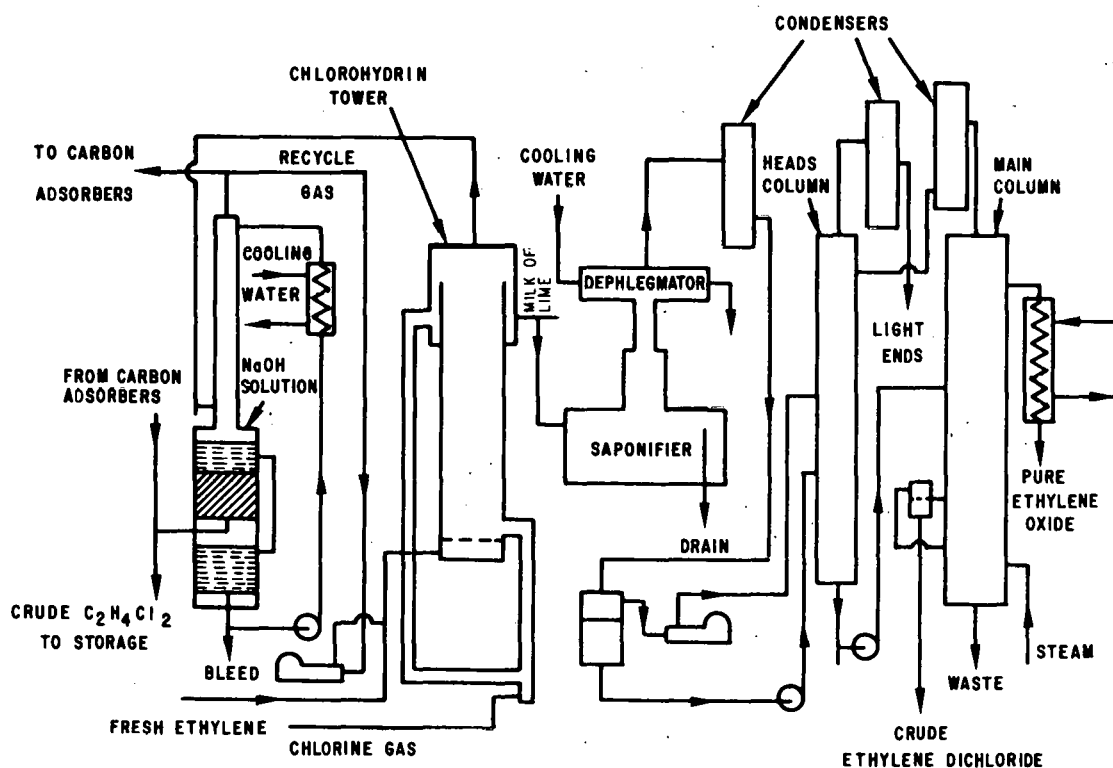 CONDENSERS
CHLOROHYDRIN
TOWER
TO CARBON
ADSORBERS
RECYCLE
GAS
COOLING
WATER
HEADS
COLUMN
MAIN
COLUMN
COOLING
WATER
MILK OF
LIME
DEPHLEGMATOR
LIGHT
ENDS
FROM CARBON
ADSORBERS
NaOH
SOLUTION
SAPONIFIER
PURE
ETHYLENE
OXIDE
DRAIN
CRUDE C2H4Cl2
TO STORAGE
BLEED
STEAM
WASTE
FRESH ETHYLENE
CHLORINE GAS
CRUDE
ETHYLENE DICHLORIDE